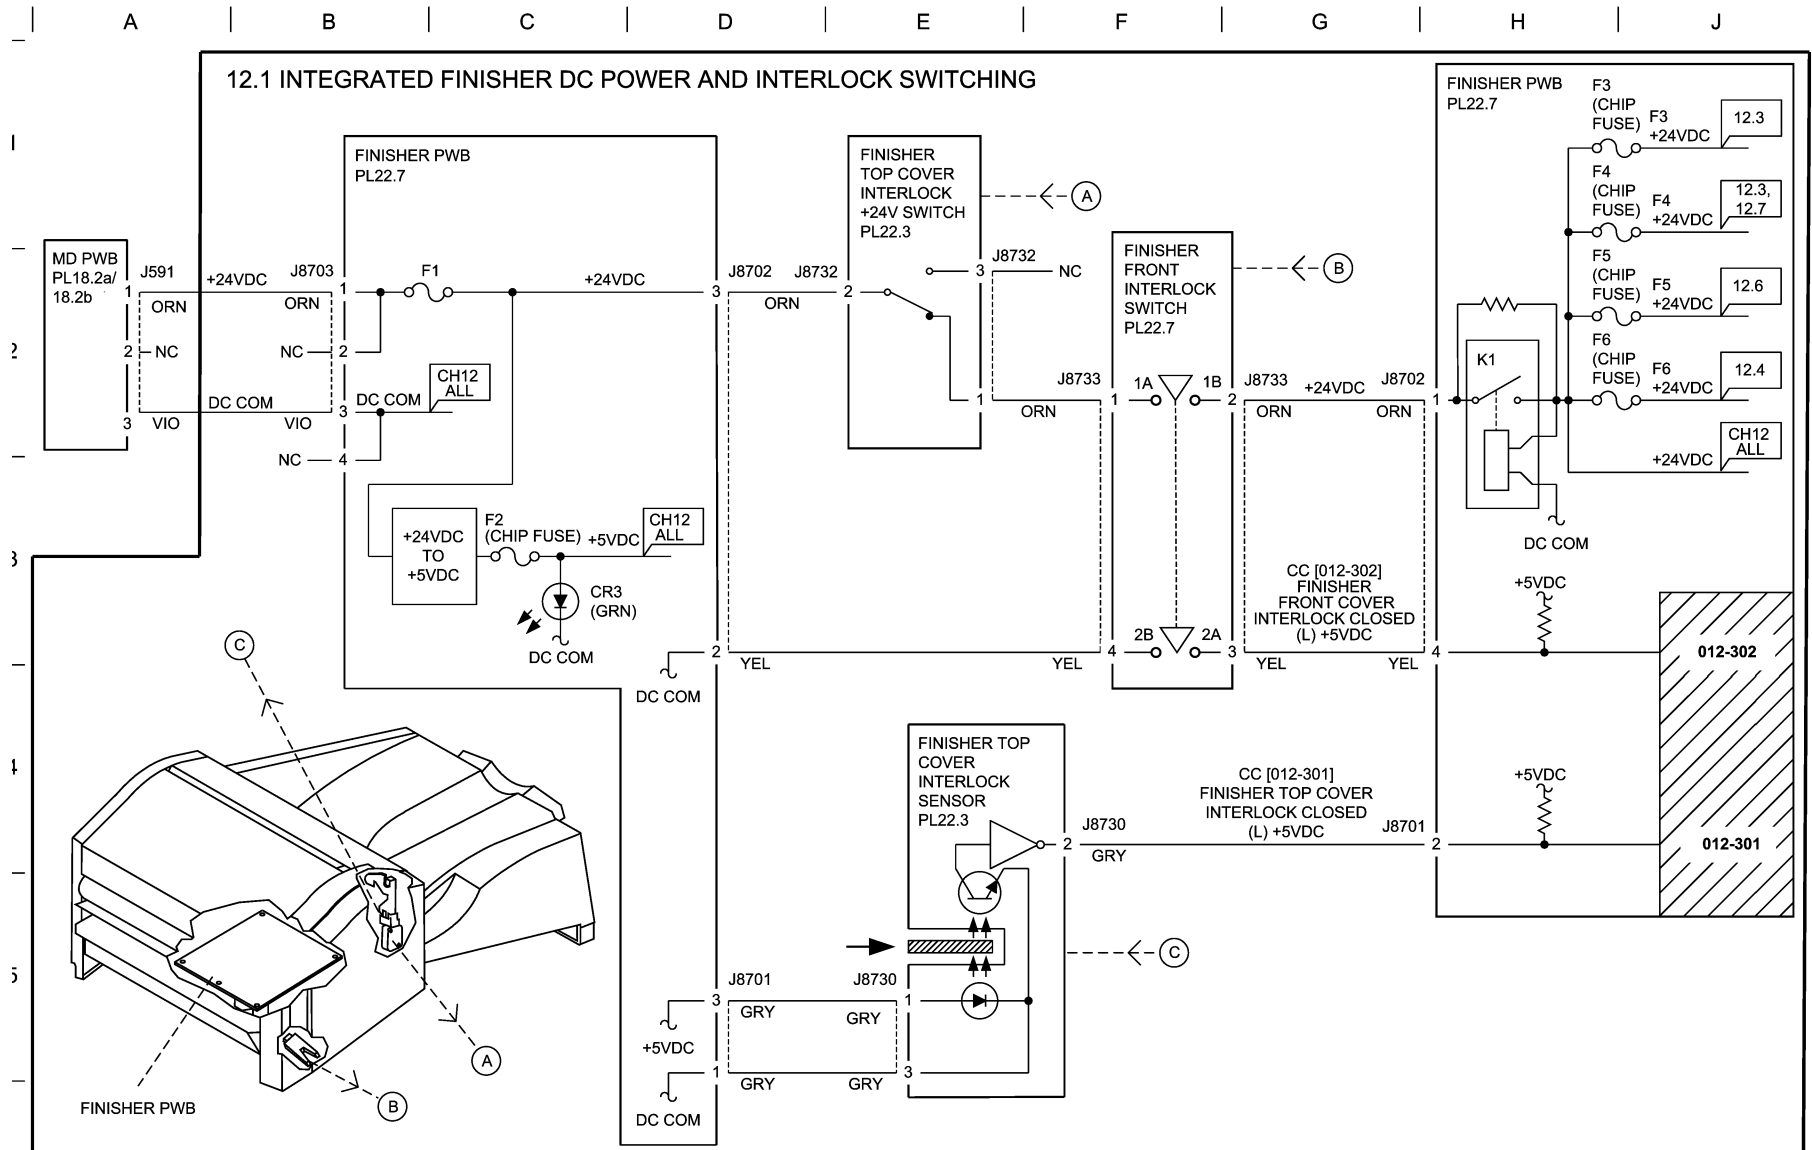 A B C D E F G H J
1
2
3
4
5
12.1 INTEGRATED FINISHER DC POWER AND INTERLOCK SWITCHING
MD PWB
PL18.2a/
18.2b
1
2
3
J591
ORN
NC
VIO
+24VDC
DC COM
J8703
ORN
NC
VIO
NC
1
2
3
4
FINISHER PWB
PL22.7
F1
+24VDC
DC COM
CH12
ALL
+24VDC
TO
+5VDC
F2
(CHIP FUSE)
+5VDC
CH12
ALL
CR3
(GRN)
DC COM
DC COM
3
2
J8702
ORN
YEL
J8732
2
FINISHER
TOP COVER
INTERLOCK
+24V SWITCH
PL22.3
A
3
J8732
NC
1
ORN
J8733
1
YEL
4
FINISHER
FRONT
INTERLOCK
SWITCH
PL22.7
B
1A
1B
2B
2A
2
3
J8733
ORN
YEL
+24VDC
CC [012-302]
FINISHER
FRONT COVER
INTERLOCK CLOSED
(L) +5VDC
J8702
ORN
YEL
1
4
FINISHER PWB
PL22.7
K1
DC COM
F3
(CHIP
FUSE)
F3
+24VDC
12.3
F4
(CHIP
FUSE)
F4
+24VDC
12.3,
12.7
F5
(CHIP
FUSE)
F5
+24VDC
12.6
F6
(CHIP
FUSE)
F6
+24VDC
12.4
+24VDC
CH12
ALL
+5VDC
012-302
+5VDC
012-301
FINISHER TOP
COVER
INTERLOCK
SENSOR
PL22.3
2
J8730
GRY
CC [012-301]
FINISHER TOP COVER
INTERLOCK CLOSED
(L) +5VDC
J8701
2
C
+5VDC
DC COM
3
1
J8701
GRY
GRY
J8730
GRY
GRY
1
3
C
A
B
FINISHER PWB